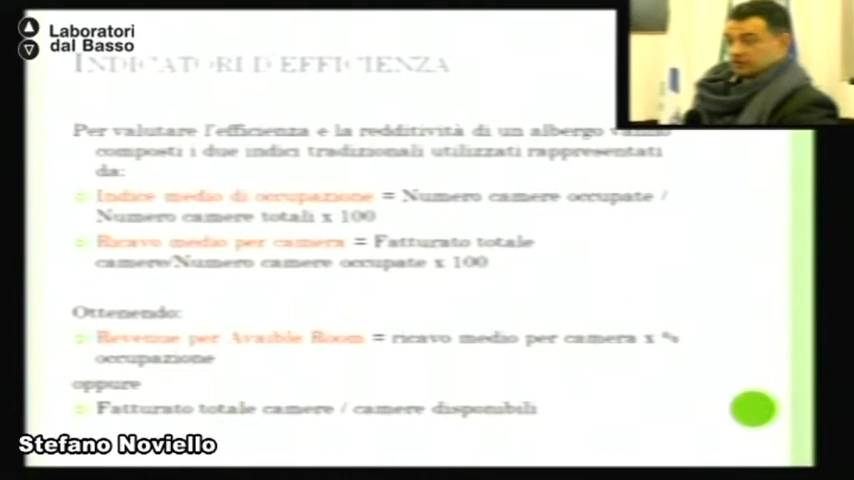 Laboratori
dal Basso
INDICATORI D'EFFICIENZA
Per valutare l'efficienza e la redditività di un albergo vanno
composti i due indici tradizionali utilizzati rappresentati
da:
Indice medio di occupazione = Numero camere occupate /
Numero camere totali x 100
Ricavo medio per camera = Fatturato totale
camere/Numero camere occupate x 100
Ottenendo:
Revenue per Avaible Room = ricavo medio per camera x %
occupazione
oppure
Fatturato totale camere / camere disponibili
Stefano Noviello